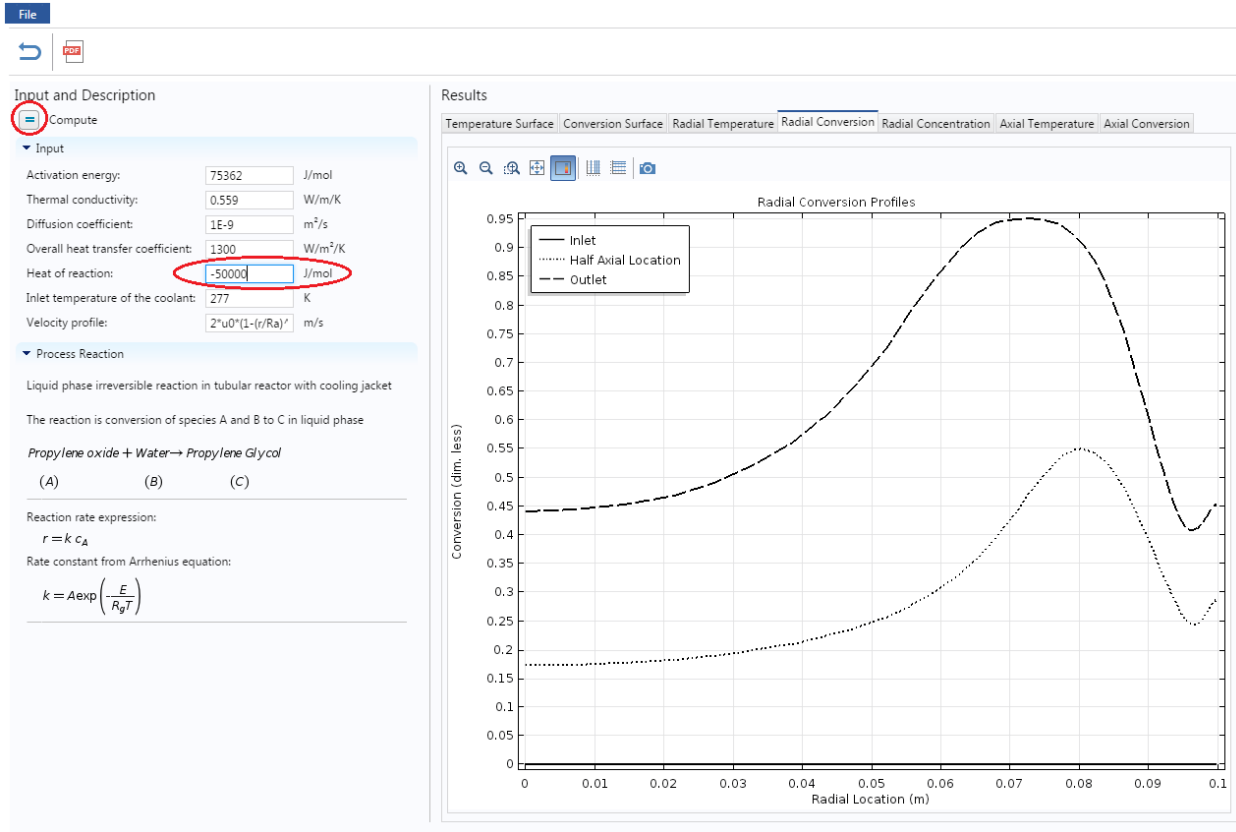 File
PDF
Input and Description
= Compute
Input
Activation energy: 75362 J/mol
Thermal conductivity: 0.559 W/m/K
Diffusion coefficient: 1E-9 m²/s
Overall heat transfer coefficient: 1300 W/m²/K
Heat of reaction: -50000 J/mol
Inlet temperature of the coolant: 277 K
Velocity profile: 2*u0*(1-(r/Ra)^ m/s
Process Reaction
Liquid phase irreversible reaction in tubular reactor with cooling jacket
The reaction is conversion of species A and B to C in liquid phase
Propylene oxide + Water→ Propylene Glycol
(A) (B) (C)
Reaction rate expression:
r = k c_A
Rate constant from Arrhenius equation:
k = Aexp(-E/(R_gT))
Results
Temperature Surface Conversion Surface Radial Temperature Radial Conversion Radial Concentration Axial Temperature Axial Conversion
Radial Conversion Profiles
Inlet
Half Axial Location
Outlet
Conversion (dim. less)
0.95
0.9
0.85
0.8
0.75
0.7
0.65
0.6
0.55
0.5
0.45
0.4
0.35
0.3
0.25
0.2
0.15
0.1
0.05
0
0 0.01 0.02 0.03 0.04 0.05 0.06 0.07 0.08 0.09 0.1
Radial Location (m)